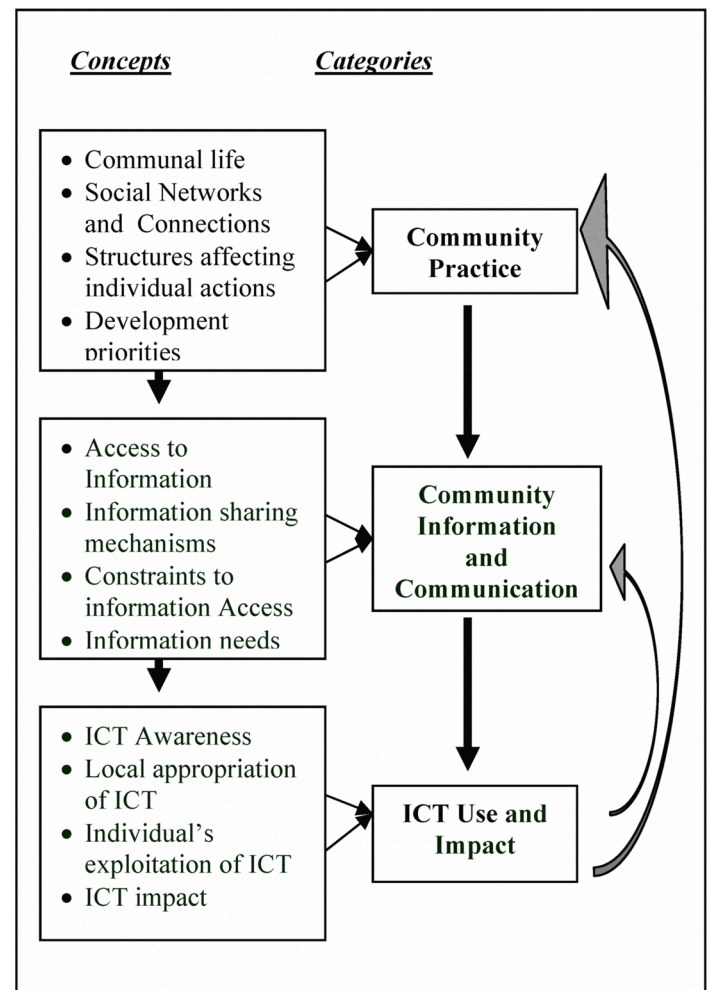 Concepts
Categories
• Communal life
• Social Networks
and Connections
• Structures affecting
individual actions
• Development
priorities
Community
Practice
• Access to
Information
• Information sharing
mechanisms
• Constraints to
information Access
• Information needs
Community
Information
and
Communication
• ICT Awareness
• Local appropriation
of ICT
• Individual’s
exploitation of ICT
• ICT impact
ICT Use and
Impact